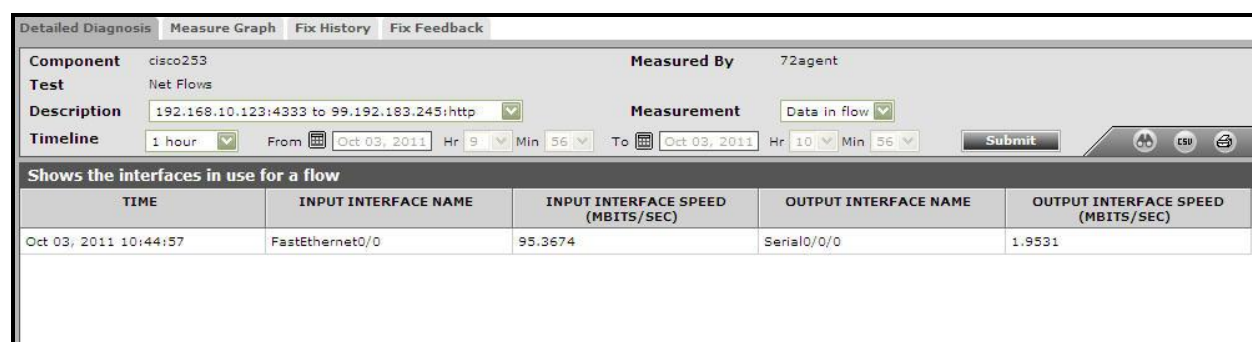 Detailed Diagnosis Measure Graph Fix History Fix Feedback
Component cisco253 Measured By 72agent
Test Net Flows
Description 192.168.10.123:4333 to 99.192.183.245:http Measurement Data in flow
Timeline 1 hour From Oct 03, 2011 Hr 9 Min 56 To Oct 03, 2011 Hr 10 Min 56 Submit CSV
Shows the interfaces in use for a flow
TIME INPUT INTERFACE NAME INPUT INTERFACE SPEED (MBITS/SEC) OUTPUT INTERFACE NAME OUTPUT INTERFACE SPEED (MBITS/SEC)
Oct 03, 2011 10:44:57 FastEthernet0/0 95.3674 Serial0/0/0 1.9531